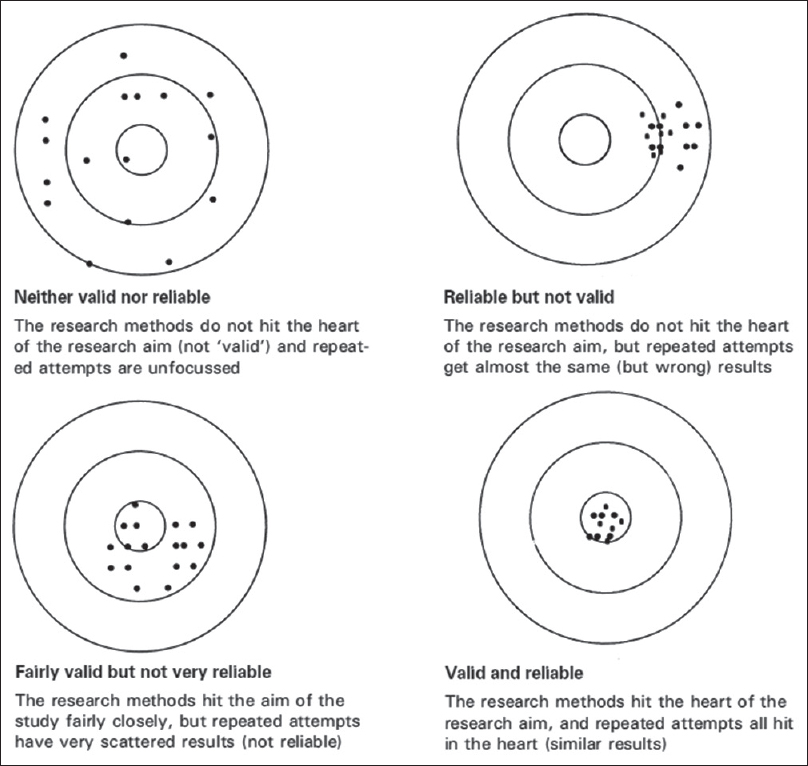 Neither valid nor reliable
The research methods do not hit the heart
of the research aim (not ‘valid’) and repeat-
ed attempts are unfocussed
Reliable but not valid
The research methods do not hit the heart
of the research aim, but repeated attempts
get almost the same (but wrong) results
Fairly valid but not very reliable
The research methods hit the aim of the
study fairly closely, but repeated attempts
have very scattered results (not reliable)
Valid and reliable
The research methods hit the heart of the
research aim, and repeated attempts all hit
in the heart (similar results)